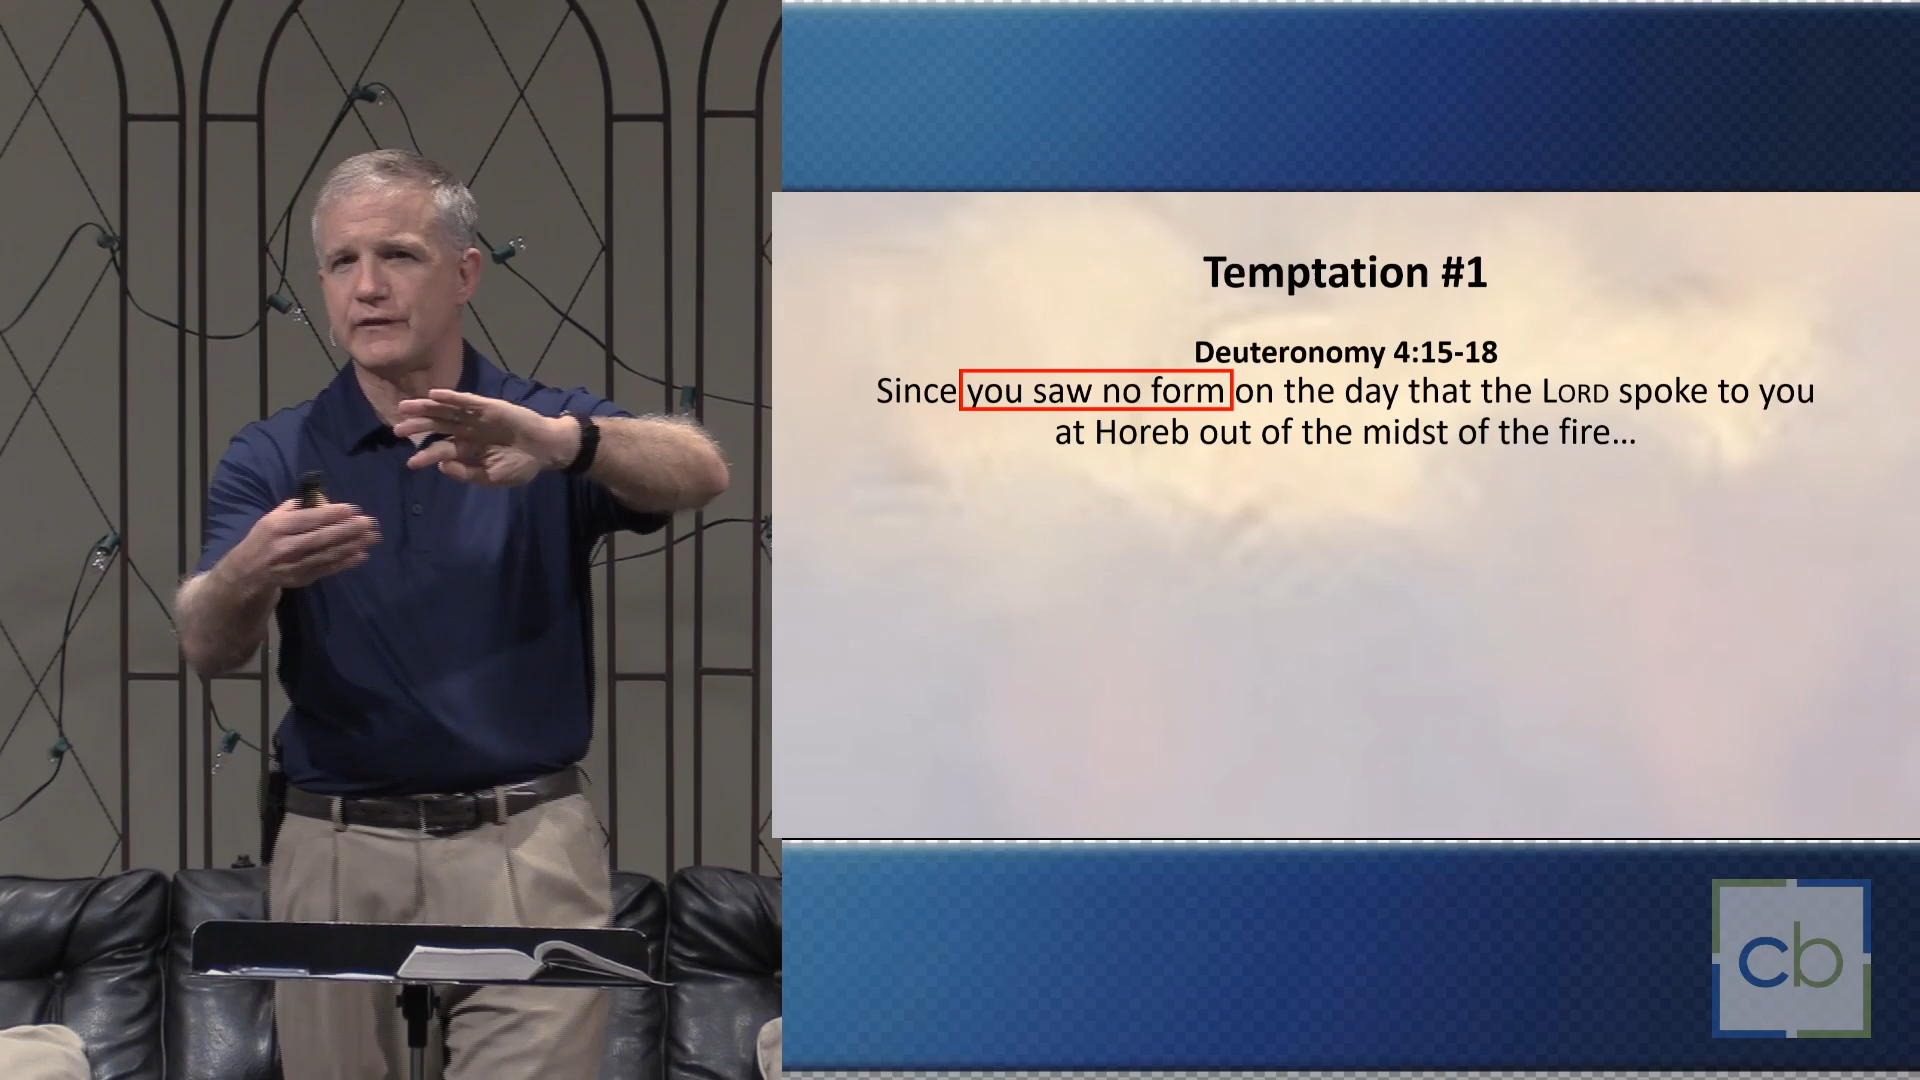 Temptation #1
Deuteronomy 4:15-18
Since you saw no form on the day that the LORD spoke to you
at Horeb out of the midst of the fire…
cb